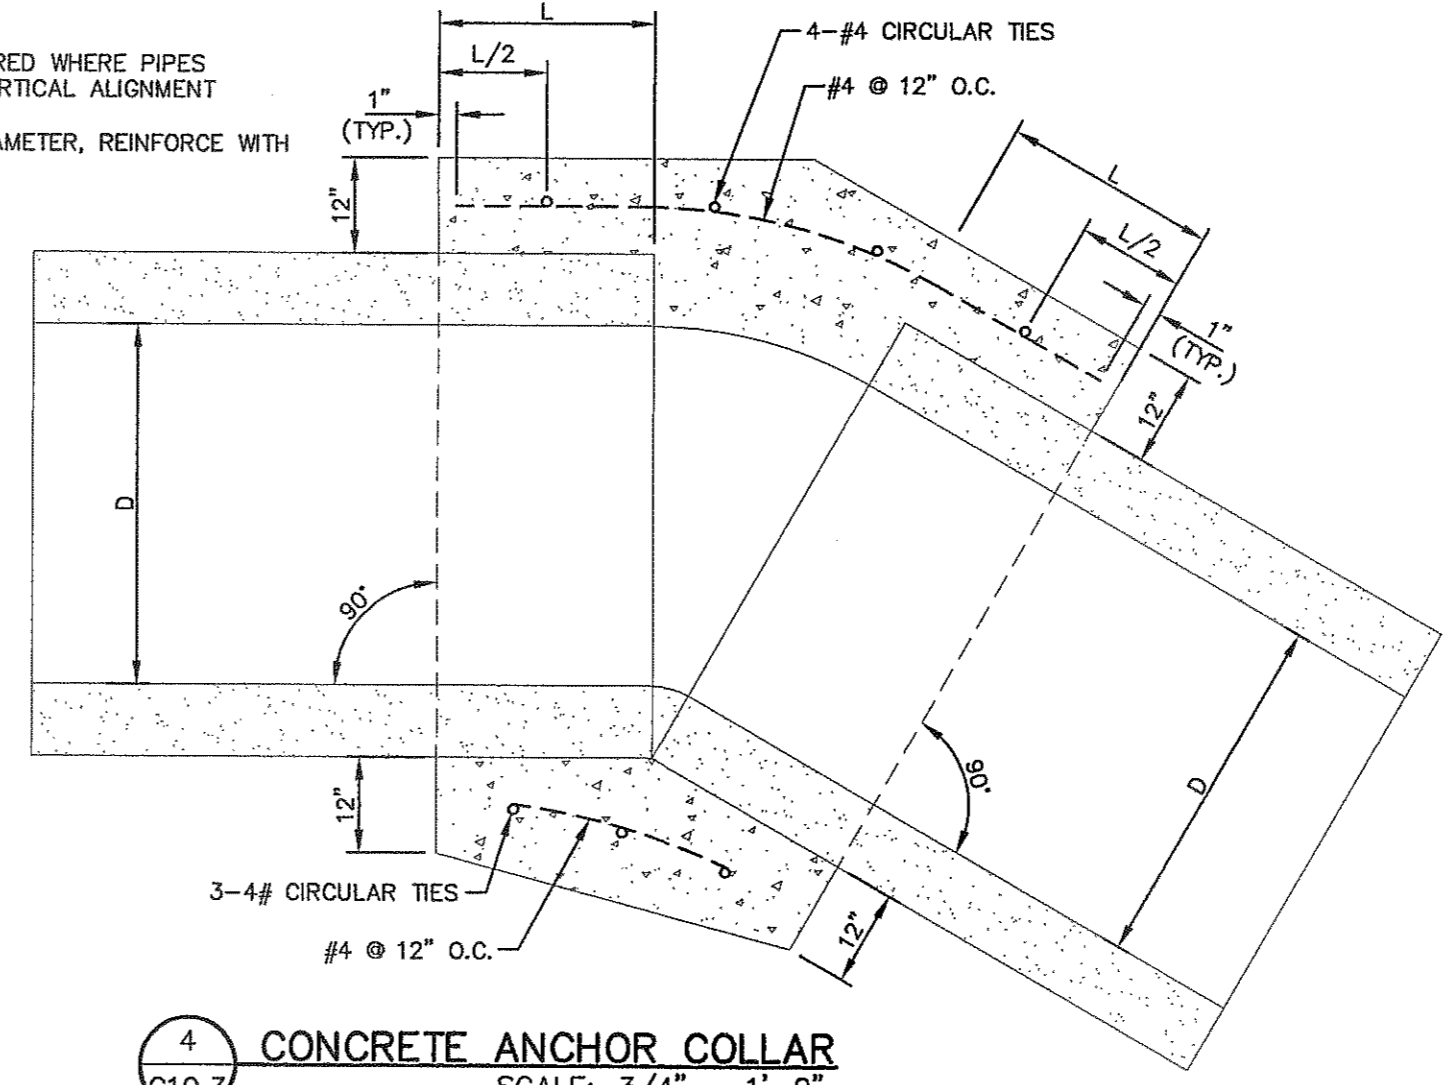 L
4-#4 CIRCULAR TIES
RED WHERE PIPES
L/2
RTICAL ALIGNMENT
#4 @ 12" O.C.
1"
(TYP.)
AMETER, REINFORCE WITH
L
12"
L/2
1"
(TYP.)
12"
D
90°
90°
D
12"
3-4# CIRCULAR TIES
12"
#4 @ 12" O.C.
4
CONCRETE ANCHOR COLLAR